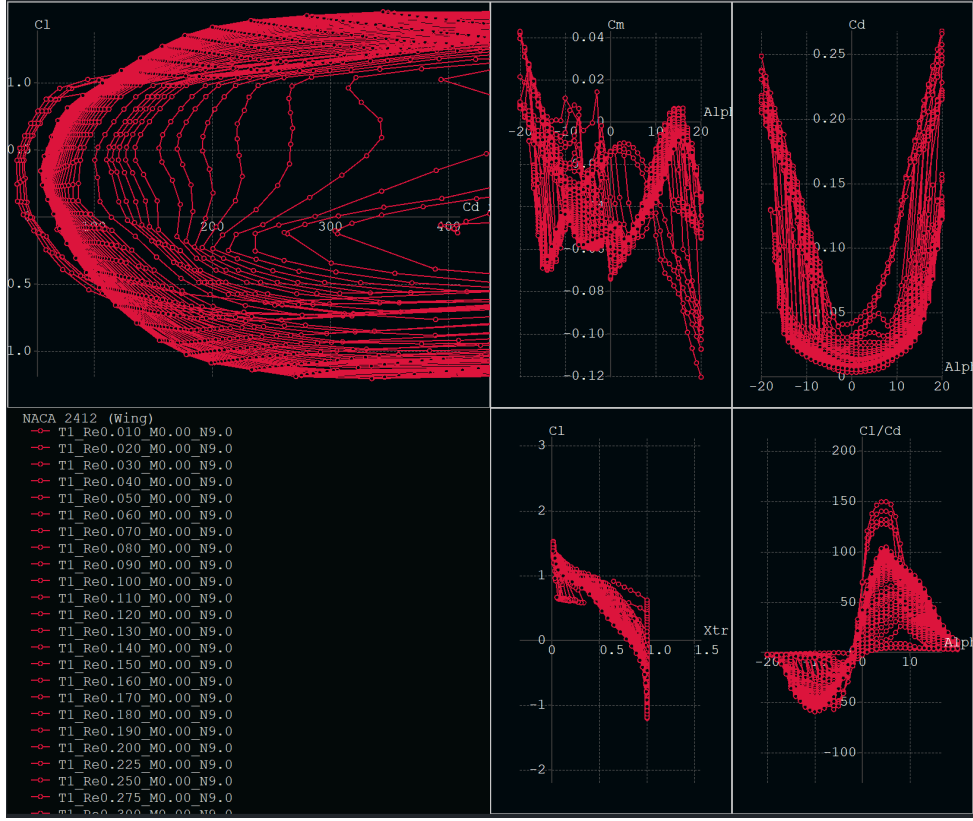 Cl
1.0
0.5
Cd
100
200
300
400
0.5
1.0
Cm
0.04
0.02
0
Alph
-20
-10
0
10
20
-0.06
-0.08
-0.10
-0.12
Cd
0.25
0.20
0.15
0.10
0.05
0
Alph
-20
-10
0
10
20
NACA 2412 (Wing)
T1_Re0.010_M0.00_N9.0
T1_Re0.020_M0.00_N9.0
T1_Re0.030_M0.00_N9.0
T1_Re0.040_M0.00_N9.0
T1_Re0.050_M0.00_N9.0
T1_Re0.060_M0.00_N9.0
T1_Re0.070_M0.00_N9.0
T1_Re0.080_M0.00_N9.0
T1_Re0.090_M0.00_N9.0
T1_Re0.100_M0.00_N9.0
T1_Re0.110_M0.00_N9.0
T1_Re0.120_M0.00_N9.0
T1_Re0.130_M0.00_N9.0
T1_Re0.140_M0.00_N9.0
T1_Re0.150_M0.00_N9.0
T1_Re0.160_M0.00_N9.0
T1_Re0.170_M0.00_N9.0
T1_Re0.180_M0.00_N9.0
T1_Re0.190_M0.00_N9.0
T1_Re0.200_M0.00_N9.0
T1_Re0.225_M0.00_N9.0
T1_Re0.250_M0.00_N9.0
T1_Re0.275_M0.00_N9.0
T1_Re0.300_M0.00_N9.0
Cl
3
2
1
0
Xtr
0
0.5
1.0
1.5
-1
-2
Cl/Cd
200
150
100
50
Alph
-20
10
-50
-100